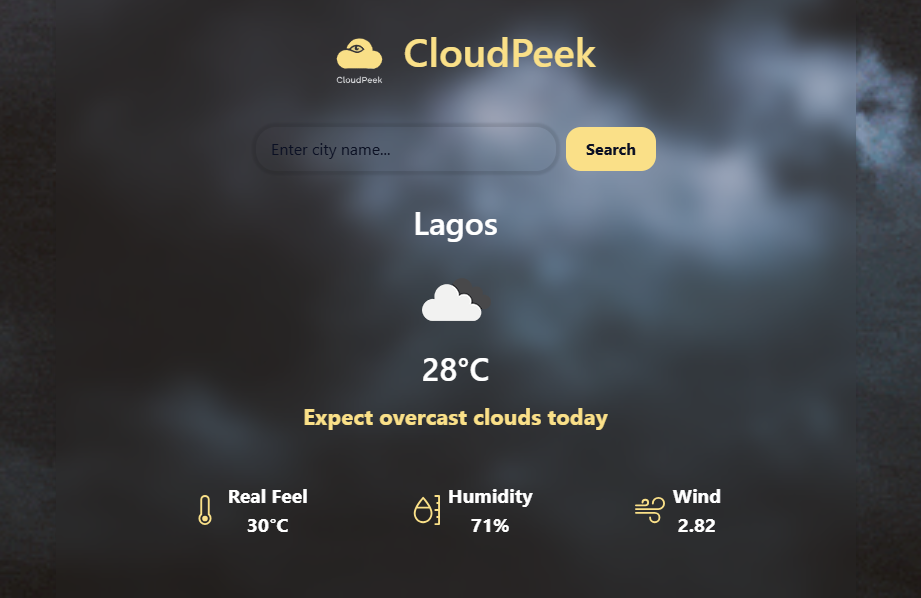 CloudPeek
CloudPeek
Enter city name...
Search
Lagos
28°C
Expect overcast clouds today
Real Feel
30°C
Humidity
71%
Wind
2.82